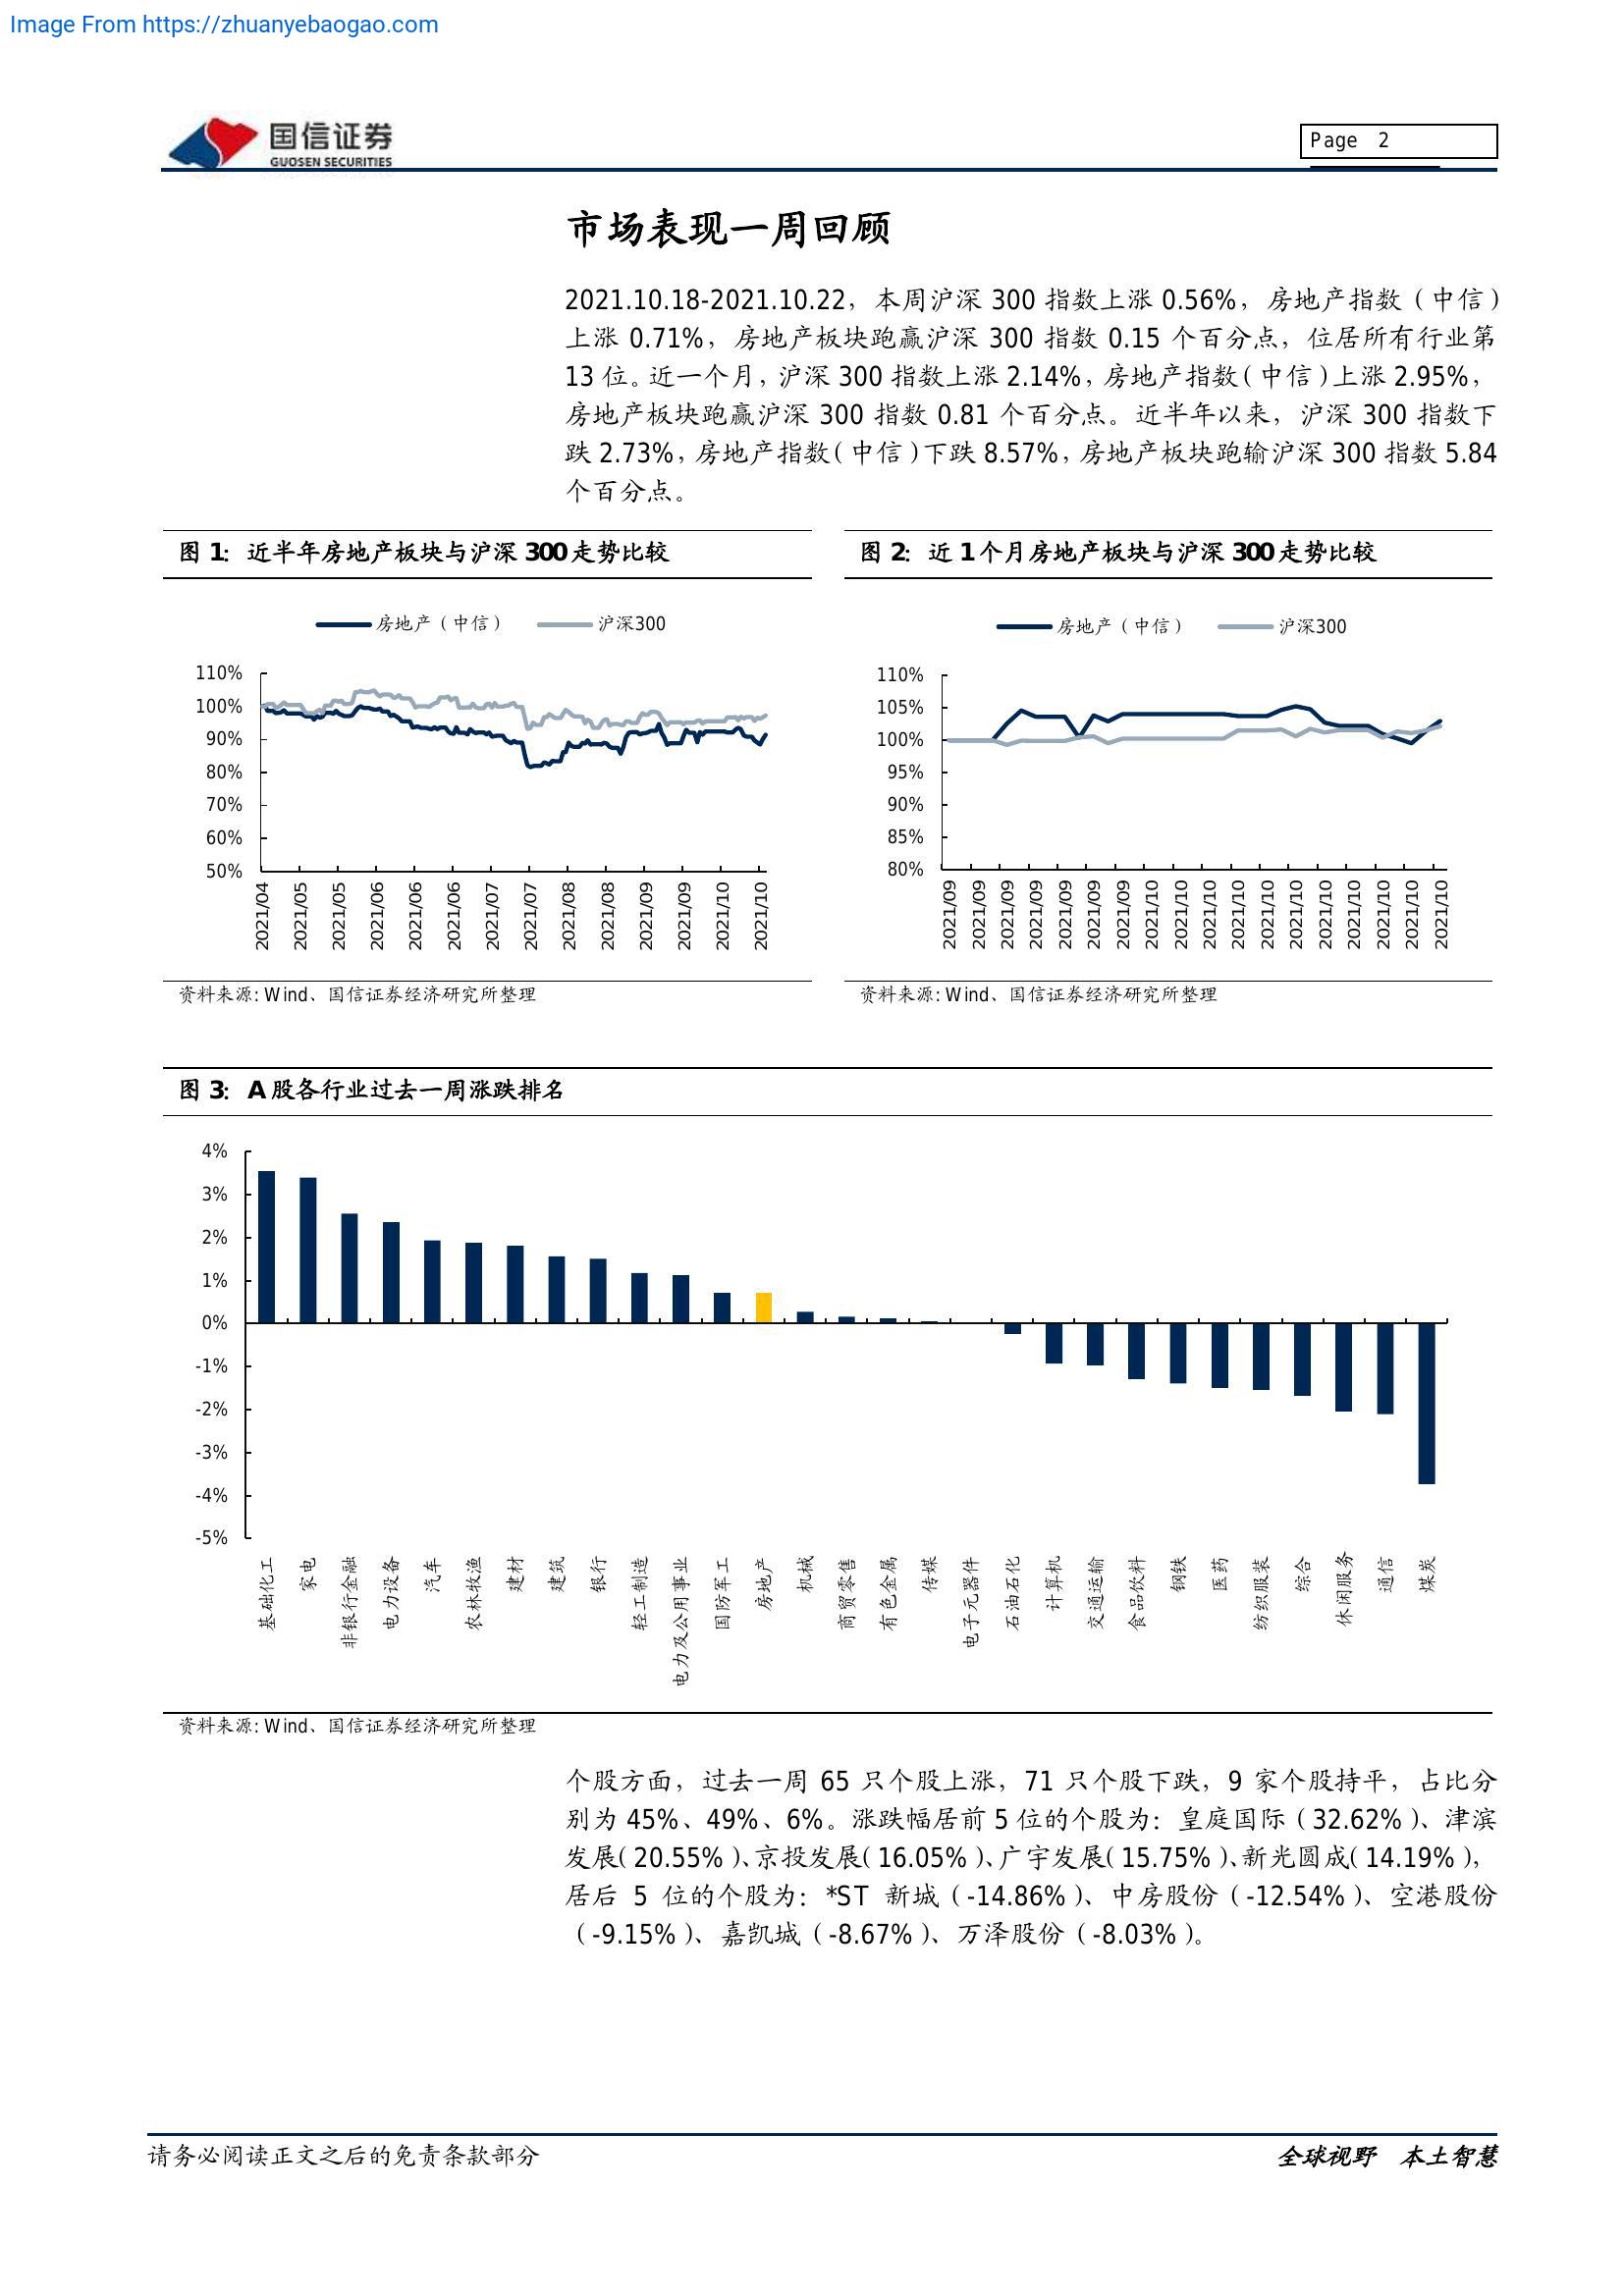 Image From https://zhuanyebaogao.com
国信证券
GUOSEN SECURITIES
Page 2
市场表现一周回顾
2021.10.18-2021.10.22，本周沪深 300 指数上涨 0.56%，房地产指数（中信）
上涨 0.71%，房地产板块跑赢沪深 300 指数 0.15 个百分点，位居所有行业第
13 位。近一个月，沪深 300 指数上涨 2.14%，房地产指数（中信）上涨 2.95%，
房地产板块跑赢沪深 300 指数 0.81 个百分点。近半年以来，沪深 300 指数下
跌 2.73%，房地产指数（中信）下跌 8.57%，房地产板块跑输沪深 300 指数 5.84
个百分点。
图 1：近半年房地产板块与沪深 300 走势比较
房地产（中信）
沪深300
110%
100%
90%
80%
70%
60%
50%
2021/04
2021/05
2021/05
2021/06
2021/06
2021/06
2021/07
2021/07
2021/08
2021/08
2021/09
2021/09
2021/10
2021/10
资料来源: Wind、国信证券经济研究所整理
图 2：近 1 个月房地产板块与沪深 300 走势比较
房地产（中信）
沪深300
110%
105%
100%
95%
90%
85%
80%
2021/09
2021/09
2021/09
2021/09
2021/09
2021/09
2021/09
2021/10
2021/10
2021/10
2021/10
2021/10
2021/10
2021/10
2021/10
2021/10
2021/10
2021/10
资料来源: Wind、国信证券经济研究所整理
图 3：A 股各行业过去一周涨跌排名
4%
3%
2%
1%
0%
-1%
-2%
-3%
-4%
-5%
基础化工
家电
非银行金融
电力设备
汽车
农林牧渔
建材
建筑
银行
轻工制造
电力及公用事业
国防军工
房地产
机械
商贸零售
有色金属
传媒
电子元器件
石油石化
计算机
交通运输
食品饮料
钢铁
医药
纺织服装
综合
休闲服务
通信
煤炭
资料来源: Wind、国信证券经济研究所整理
个股方面，过去一周 65 只个股上涨，71 只个股下跌，9 家个股持平，占比分
别为 45%、49%、6%。涨跌幅居前 5 位的个股为：皇庭国际（32.62%）、津滨
发展（20.55%）、京投发展（16.05%）、广宇发展（15.75%）、新光圆成（14.19%），
居后 5 位的个股为：*ST 新城（-14.86%）、中房股份（-12.54%）、空港股份
（-9.15%）、嘉凯城（-8.67%）、万泽股份（-8.03%）。
请务必阅读正文之后的免责条款部分
全球视野 本土智慧